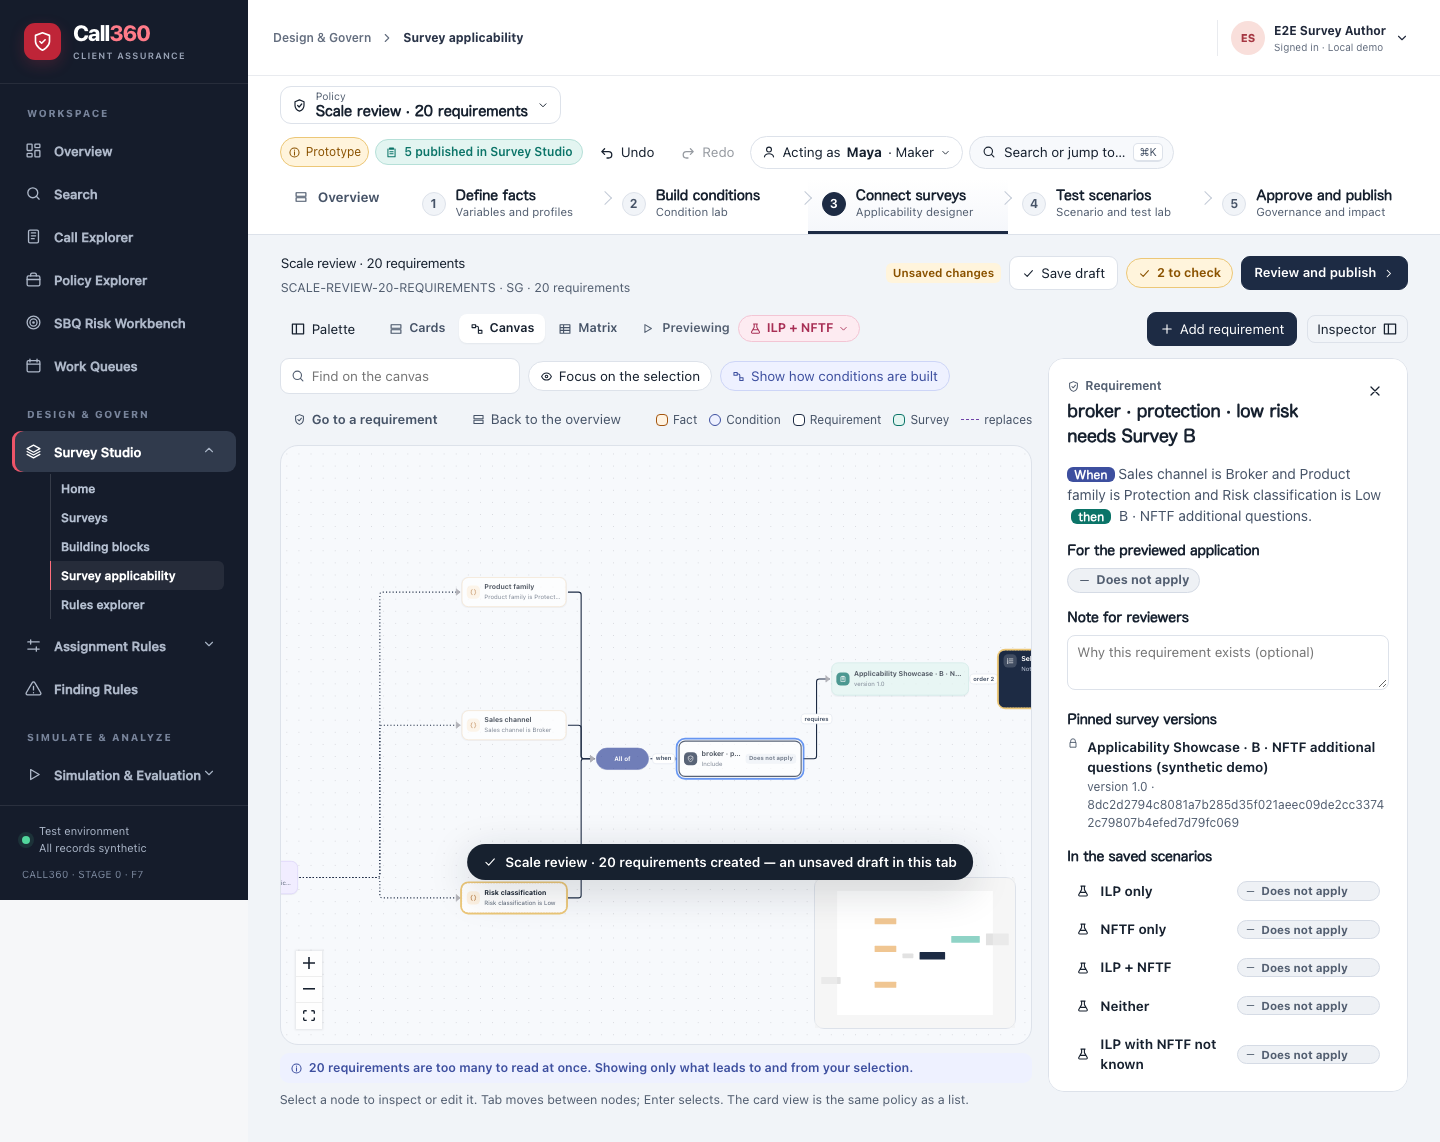 Call360
CLIENT ASSURANCE
WORKSPACE
Overview
Search
Call Explorer
Policy Explorer
SBQ Risk Workbench
Work Queues
DESIGN & GOVERN
Survey Studio
Home
Surveys
Building blocks
Survey applicability
Rules explorer
Assignment Rules
Finding Rules
SIMULATE & ANALYZE
Simulation & Evaluation
Test environment
All records synthetic
CALL360 · STAGE 0 · F7
Design & Govern
Survey applicability
ES
E2E Survey Author
Signed in · Local demo
Policy
Scale review · 20 requirements
Prototype
5 published in Survey Studio
Undo
Redo
Acting as Maya · Maker
Search or jump to...
⌘K
Overview
1
Define facts
Variables and profiles
2
Build conditions
Condition lab
3
Connect surveys
Applicability designer
4
Test scenarios
Scenario and test lab
5
Approve and publish
Governance and impact
Scale review · 20 requirements
SCALE-REVIEW-20-REQUIREMENTS · SG · 20 requirements
Unsaved changes
Save draft
2 to check
Review and publish
Palette
Cards
Canvas
Matrix
Previewing
ILP + NFTF
Add requirement
Inspector
Find on the canvas
Focus on the selection
Show how conditions are built
Go to a requirement
Back to the overview
Fact
Condition
Requirement
Survey
replaces
Product family
Product family is Protect...
Sales channel
Sales channel is Broker
All of
when
broker · p...
Include
Does not apply
requires
Applicability Showcase · B · N...
version 1.0
order 2
Sel
Not
ic...
Risk classification
Risk classification is Low
Scale review · 20 requirements created — an unsaved draft in this tab
20 requirements are too many to read at once. Showing only what leads to and from your selection.
Select a node to inspect or edit it. Tab moves between nodes; Enter selects. The card view is the same policy as a list.
Requirement
broker · protection · low risk
needs Survey B
When Sales channel is Broker and Product
family is Protection and Risk classification is Low
then B · NFTF additional questions.
For the previewed application
Does not apply
Note for reviewers
Why this requirement exists (optional)
Pinned survey versions
Applicability Showcase · B · NFTF additional
questions (synthetic demo)
version 1.0 ·
8dc2d2794c8081a7b285d35f021aeec09de2cc3374
2c79807b4efed7d79fc069
In the saved scenarios
ILP only
Does not apply
NFTF only
Does not apply
ILP + NFTF
Does not apply
Neither
Does not apply
ILP with NFTF not
known
Does not apply